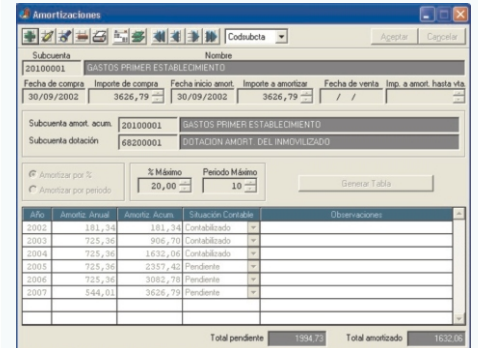 Amortizaciones
Codsubcta Aceptar Cancelar
Subcuenta Nombre
20100001 GASTOS PRIMER ESTABLECIMIENTO
Fecha de compra Importe de compra Fecha inicio amort. Importe a amortizar Fecha de venta Imp. a amort. hasta vta.
30/09/2002 3626,79 30/09/2002 3626,79 / /
Subcuenta amort. acum. 20100001 GASTOS PRIMER ESTABLECIMIENTO
Subcuenta dotación 68200001 DOTACION AMORT. DEL INMOVILIZADO
Amortizar por % % Máximo Periodo Máximo
Amortizar por periodo 20,00 10 Generar Tabla
Año Amortiz. Anual Amortiz. Acum. Situación Contable Observaciones
2002 181,34 181,34 Contabilizado
2003 725,36 906,70 Contabilizado
2004 725,36 1632,06 Contabilizado
2005 725,36 2357,42 Pendiente
2006 725,36 3082,78 Pendiente
2007 544,01 3626,79 Pendiente
Total pendiente 1994.73 Total amortizado 1632.06